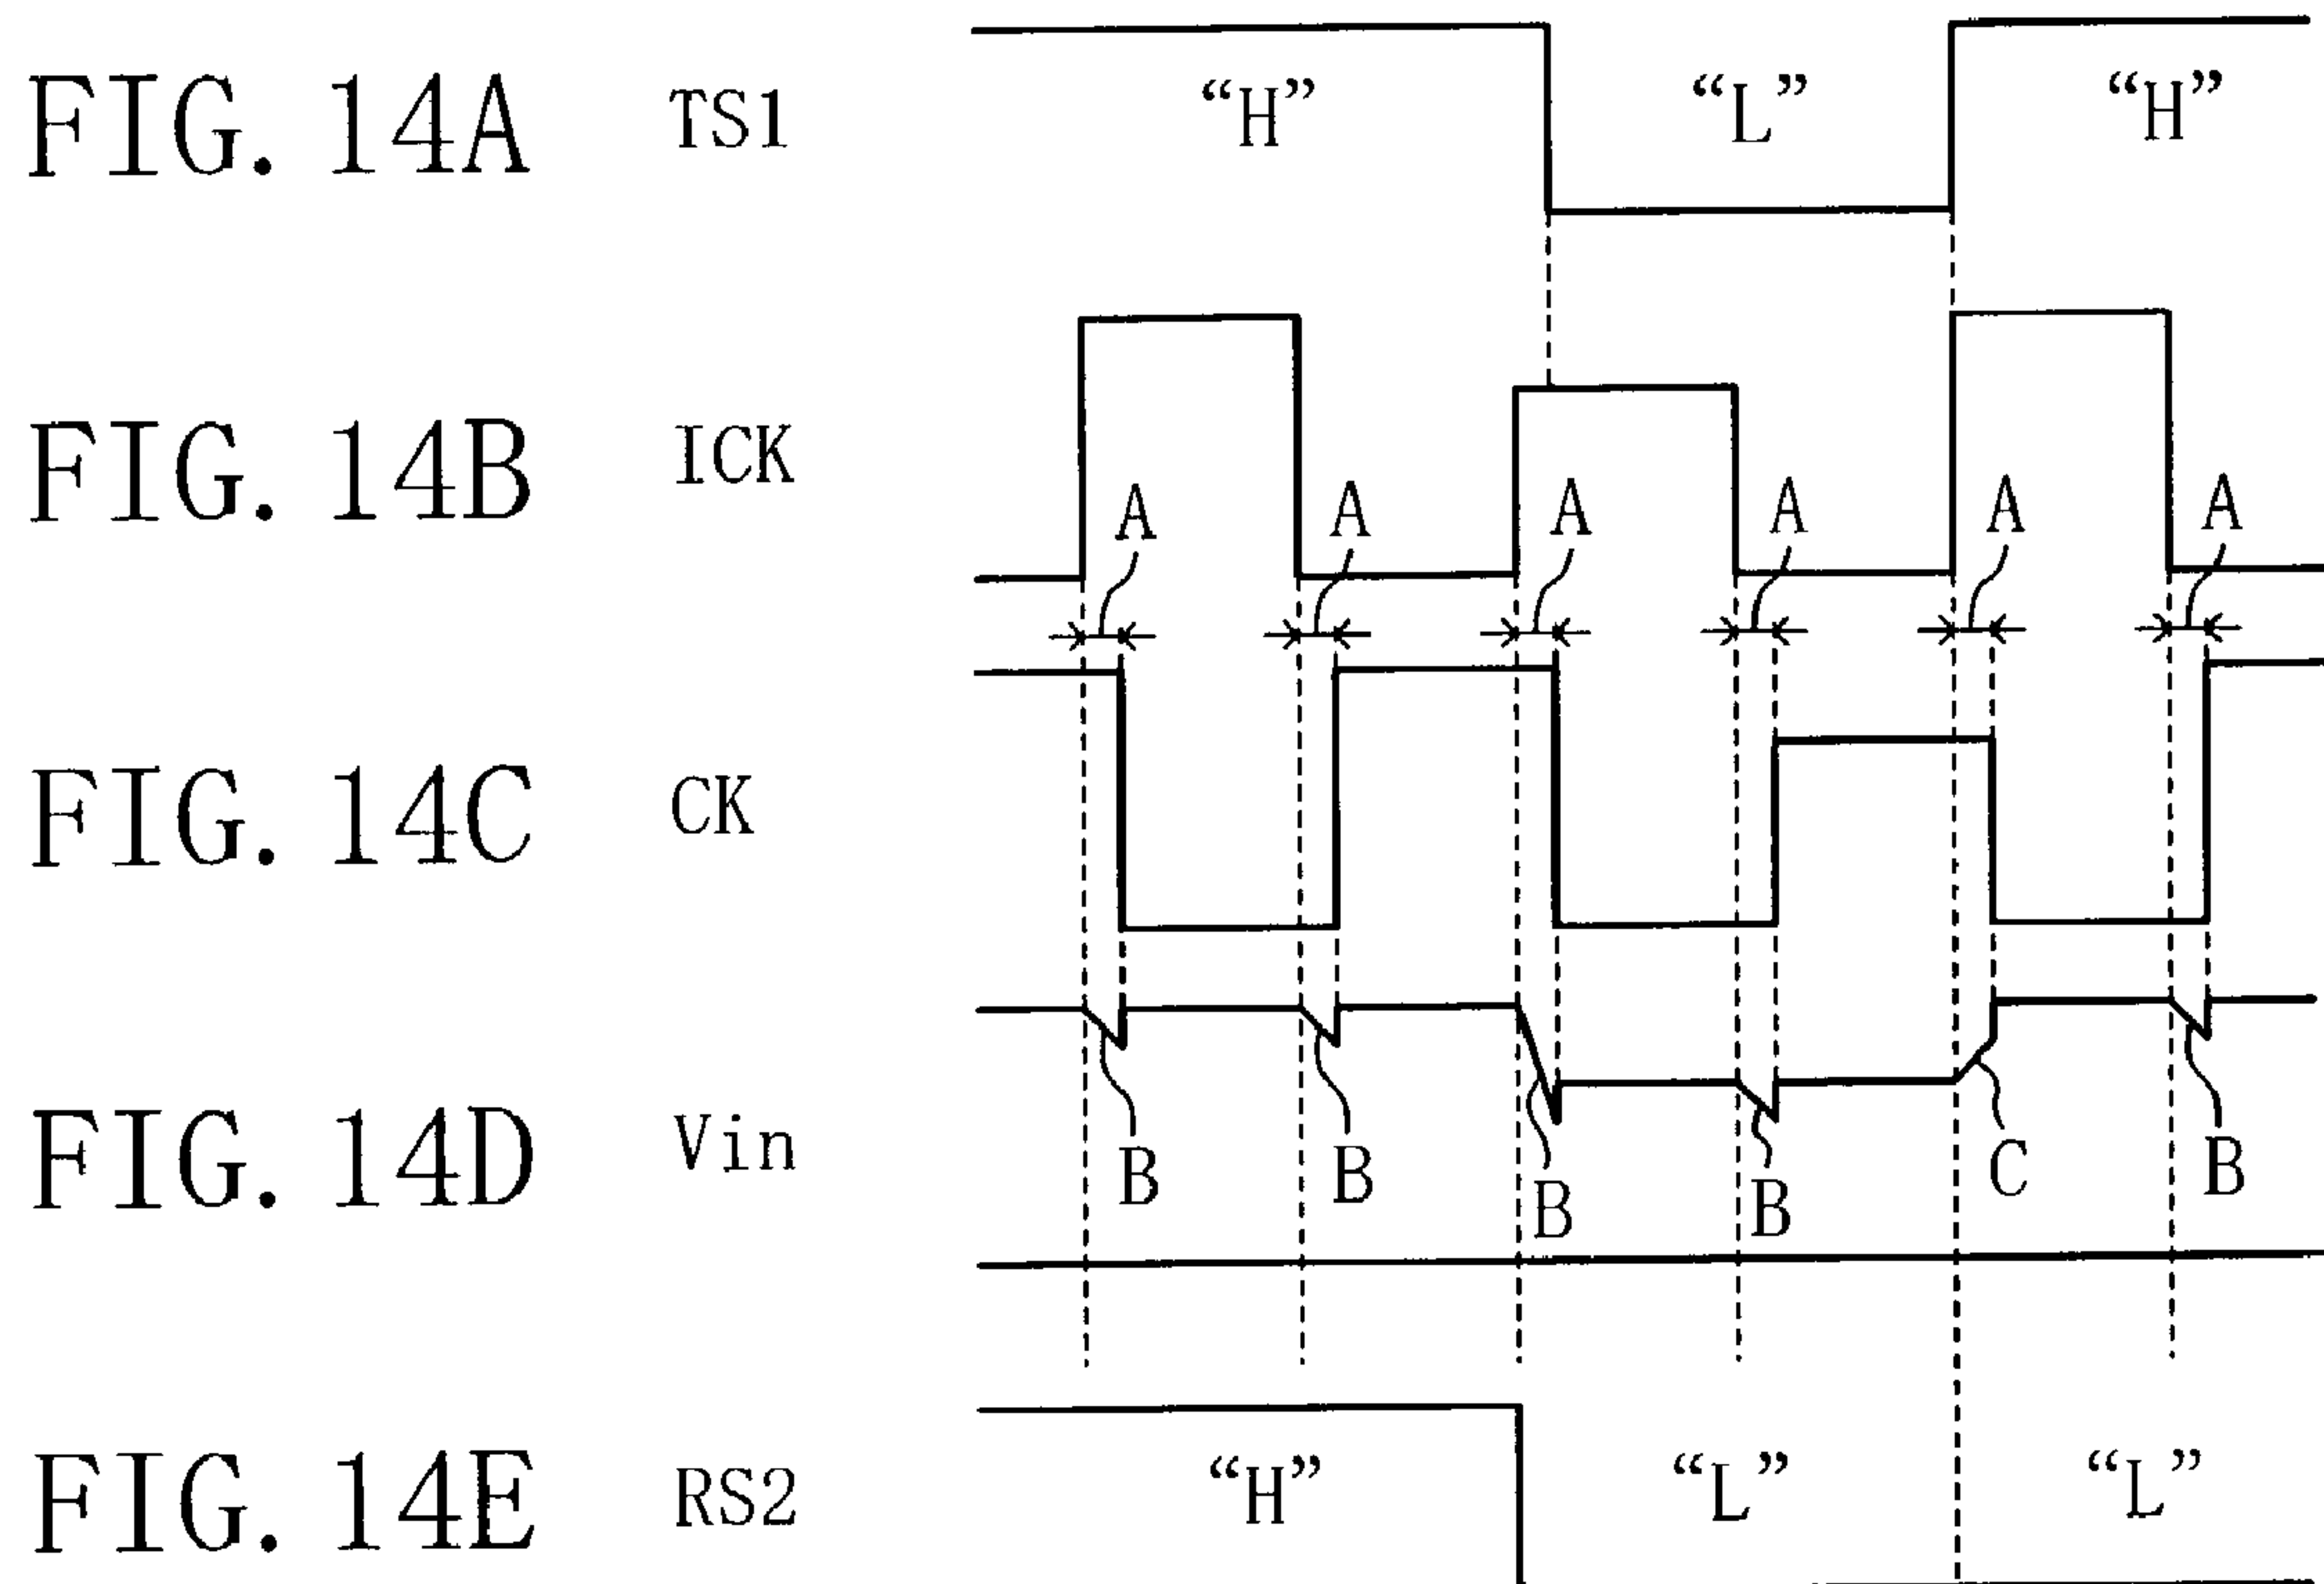 FIG. 14A TS1 “H” “L” “H”
FIG. 14B ICK
A A A A A A
FIG. 14C CK
FIG. 14D Vin
B B B B C B
FIG. 14E RS2 “H” “L” “L”